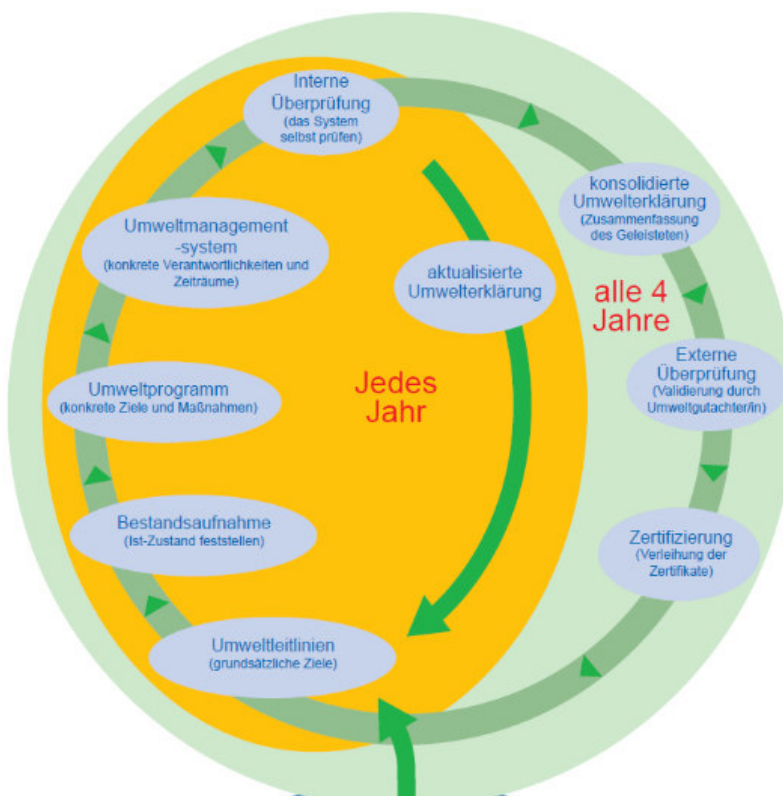 Interne
Überprüfung
(das System
selbst prüfen)
konsolidierte
Umwelterklärung
(Zusammenfassung
des Geleisteten)
Umweltmanagement
-system
(konkrete Verantwortlichkeiten und
Zeiträume)
aktualisierte
Umwelterklärung
alle 4
Jahre
Externe
Überprüfung
(Validierung durch
Umweltgutachter/in)
Umweltprogramm
(konkrete Ziele und Maßnahmen)
Jedes
Jahr
Bestandsaufnahme
(Ist-Zustand feststellen)
Zertifizierung
(Verleihung der
Zertifikate)
Umweltleitlinien
(grundsätzliche Ziele)